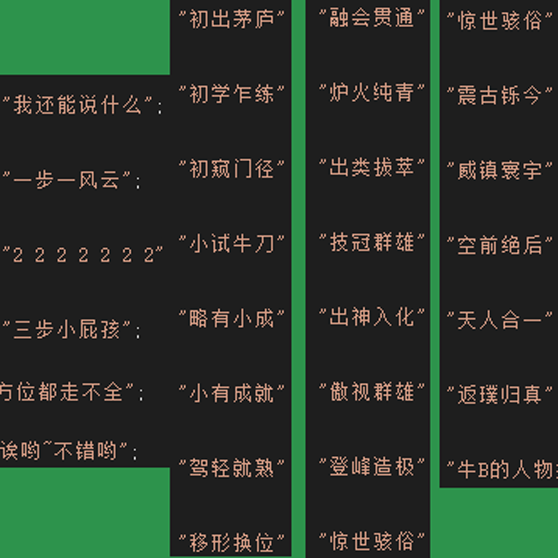 "我还能说什么";
"一步一风云";
"2 2 2 2 2 2 2"
"三步小屁孩";
方位都走不全";
诶哟~不错哟";
"初出茅庐"
"初学乍练"
"初窥门径"
"小试牛刀"
"略有小成"
"小有成就"
"驾轻就熟"
"移形换位"
"融会贯通"
"炉火纯青"
"出类拔萃"
"技冠群雄"
"出神入化"
"傲视群雄"
"登峰造极"
"惊世骇俗"
"惊世骇俗"
"震古铄今"
"威镇寰宇"
"空前绝后"
"天人合一"
"返璞归真"
"牛B的人物